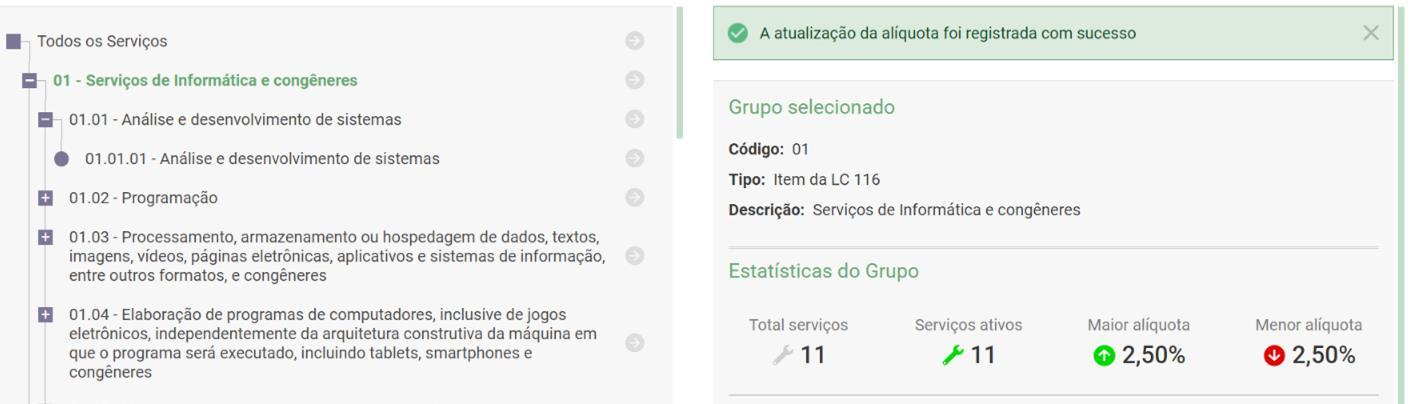 Todos os Serviços
01 - Serviços de Informática e congêneres
01.01 - Análise e desenvolvimento de sistemas
01.01.01 - Análise e desenvolvimento de sistemas
01.02 - Programação
01.03 - Processamento, armazenamento ou hospedagem de dados, textos,
imagens, vídeos, páginas eletrônicas, aplicativos e sistemas de informação,
entre outros formatos, e congêneres
01.04 - Elaboração de programas de computadores, inclusive de jogos
eletrônicos, independentemente da arquitetura construtiva da máquina em
que o programa será executado, incluindo tablets, smartphones e
congêneres
A atualização da alíquota foi registrada com sucesso
Grupo selecionado
Código: 01
Tipo: Item da LC 116
Descrição: Serviços de Informática e congêneres
Estatísticas do Grupo
Total serviços Serviços ativos Maior alíquota Menor alíquota
11 11 2,50% 2,50%